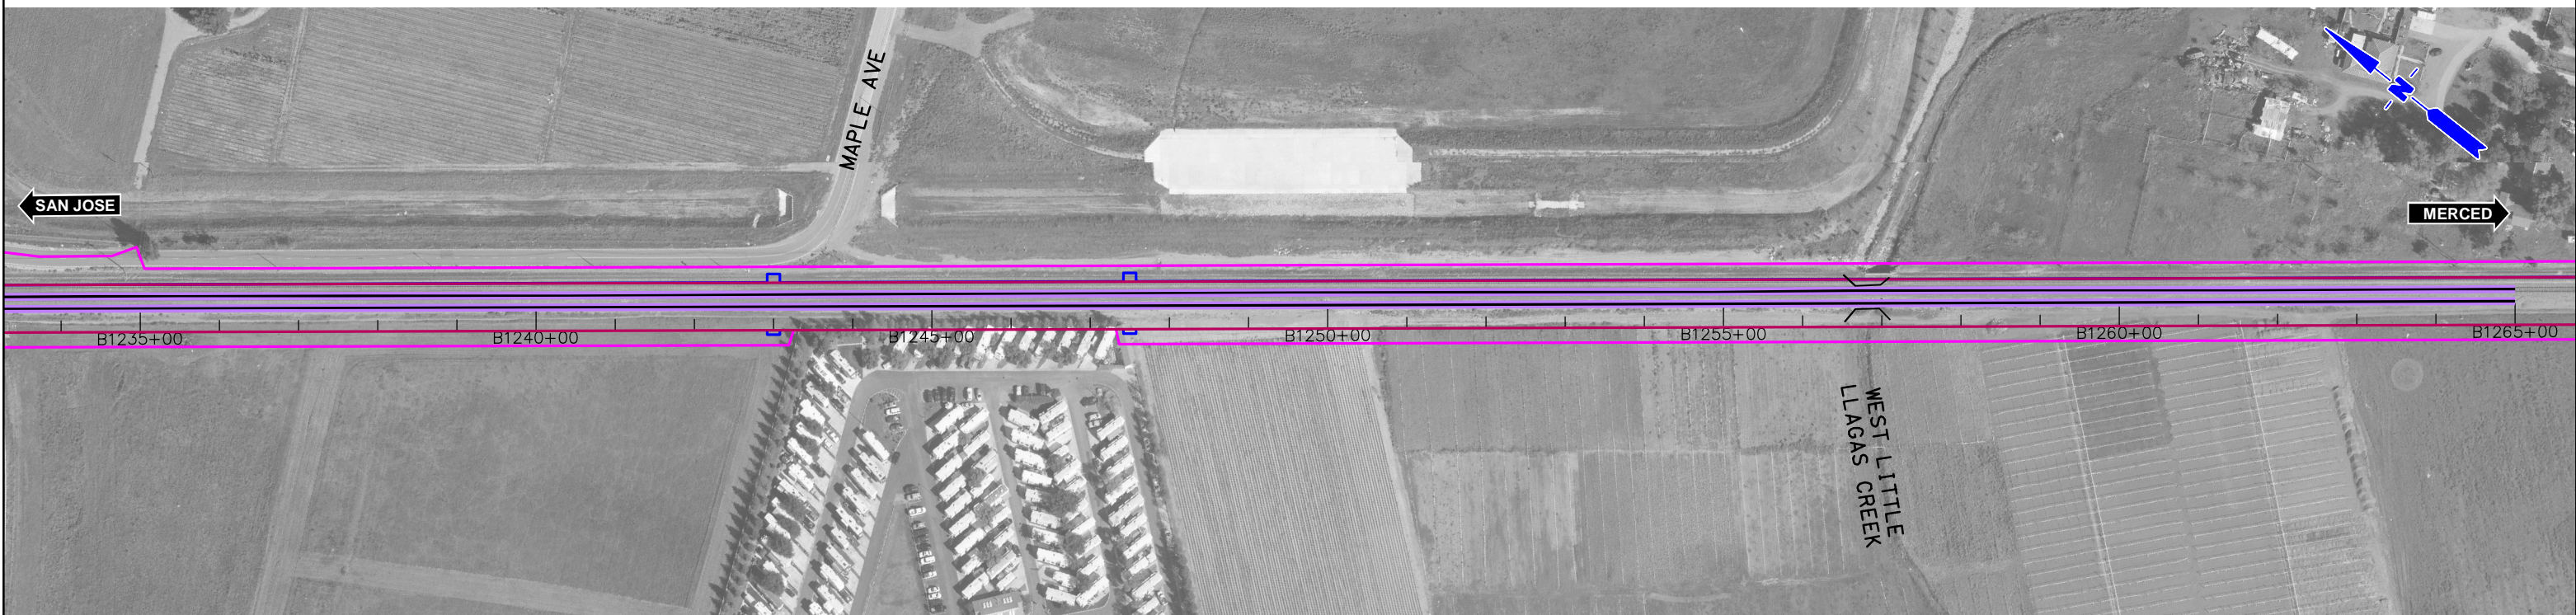 MAPLE AVE
N
SAN JOSE
MERCED
B1235+00
B1240+00
B1245+00
B1250+00
B1255+00
B1260+00
B1265+00
WEST LITTLE
LLAGAS CREEK